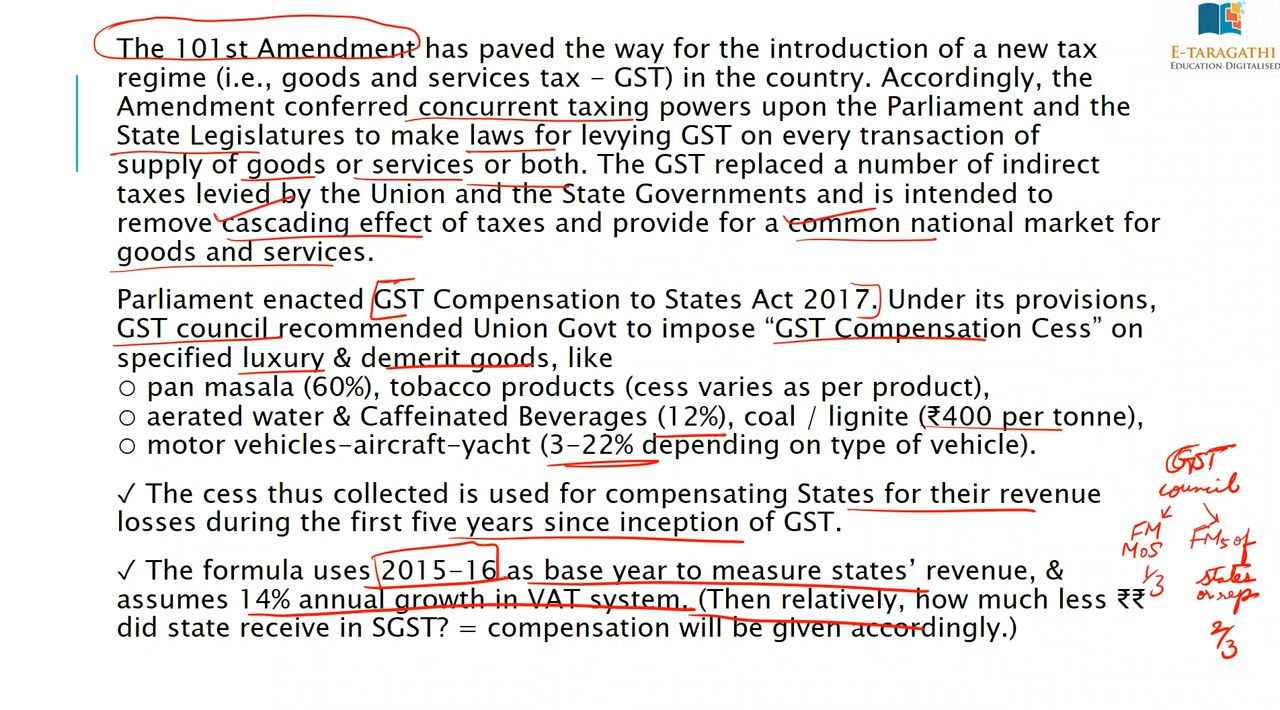 E-TARAGATHI
EDUCATION DIGITALISED
The 101st Amendment has paved the way for the introduction of a new tax
regime (i.e., goods and services tax – GST) in the country. Accordingly, the
Amendment conferred concurrent taxing powers upon the Parliament and the
State Legislatures to make laws for levying GST on every transaction of
supply of goods or services or both. The GST replaced a number of indirect
taxes levied by the Union and the State Governments and is intended to
remove cascading effect of taxes and provide for a common national market for
goods and services.
Parliament enacted GST Compensation to States Act 2017. Under its provisions,
GST council recommended Union Govt to impose “GST Compensation Cess” on
specified luxury & demerit goods, like
○ pan masala (60%), tobacco products (cess varies as per product),
○ aerated water & Caffeinated Beverages (12%), coal / lignite (₹400 per tonne),
○ motor vehicles-aircraft-yacht (3-22% depending on type of vehicle).
✓ The cess thus collected is used for compensating States for their revenue
losses during the first five years since inception of GST.
✓ The formula uses 2015-16 as base year to measure states’ revenue, &
assumes 14% annual growth in VAT system. (Then relatively, how much less ₹₹
did state receive in SGST? = compensation will be given accordingly.)
GST
council
FM
MoS
1/3
FMs of
states
or rep
2/3